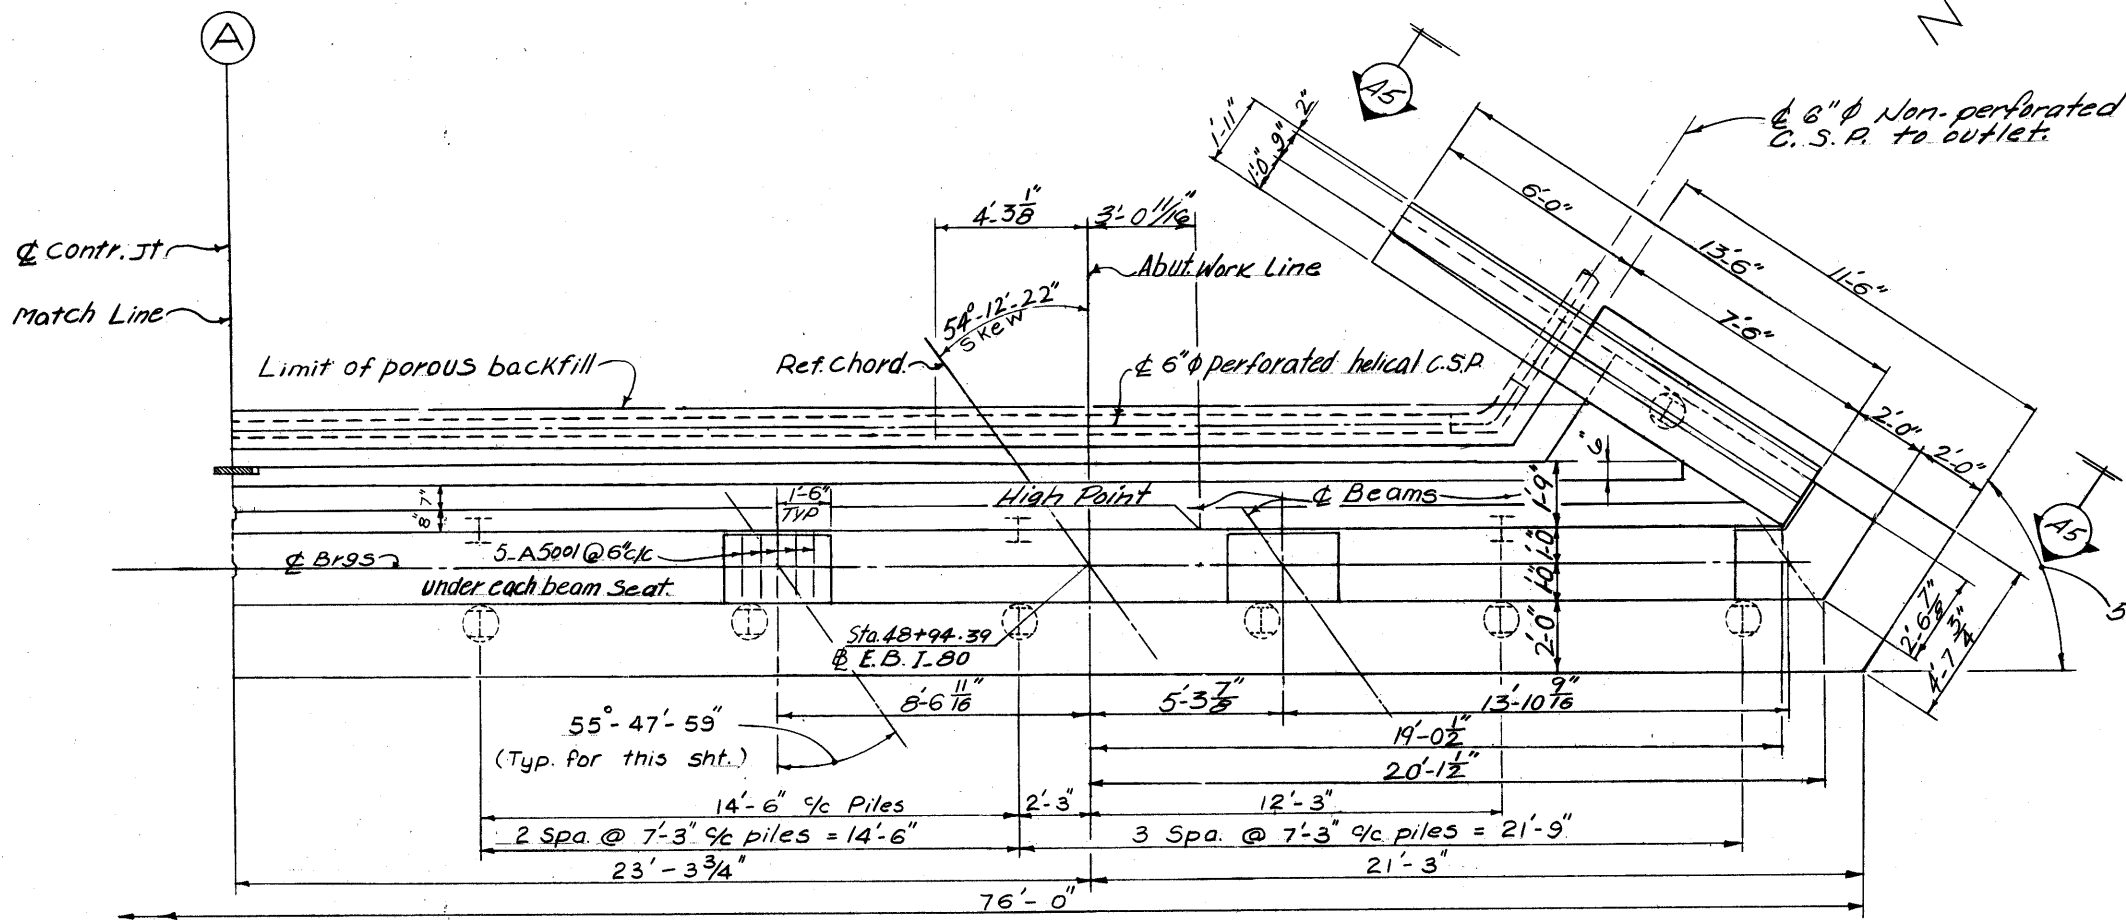 A
N
A5
1'-11"
2"
9"
1'-0"
₵ 6" ϕ Non-perforated
C. S. P. to outlet.
6'-0"
13'-6"
11'-6"
7'-6"
2'-0"
2'-0"
4'-3 1/8"
3'-0 11/16"
₵ Contr. Jt
Abut. Work Line
Match Line
54°-12'-22"
Skew
Limit of porous backfill
Ref. Chord.
₵ 6" ϕ perforated helical C.S.P.
6"
7"
8"
1'-6"
TYP
High Point
₵ Beams
1'-9"
A5
₵ Brgs
5-A5001 @ 6" c/c
under each beam seat.
1'-0"
1'-0"
2'-0"
2'-6 7/8"
4'-7 3/4"
Sta. 48+94.39
℄ E.B. I-80
8'-6 11/16"
5'-3 7/8"
13'-10 9/16"
55°-47'-59"
(Typ. for this sht.)
19'-0 1/2"
20'-1 1/2"
14'-6" c/c Piles
2'-3"
12'-3"
2 Spa. @ 7'-3" c/c piles = 14'-6"
3 Spa. @ 7'-3" c/c piles = 21'-9"
23'-3 3/4"
21'-3"
76'-0"